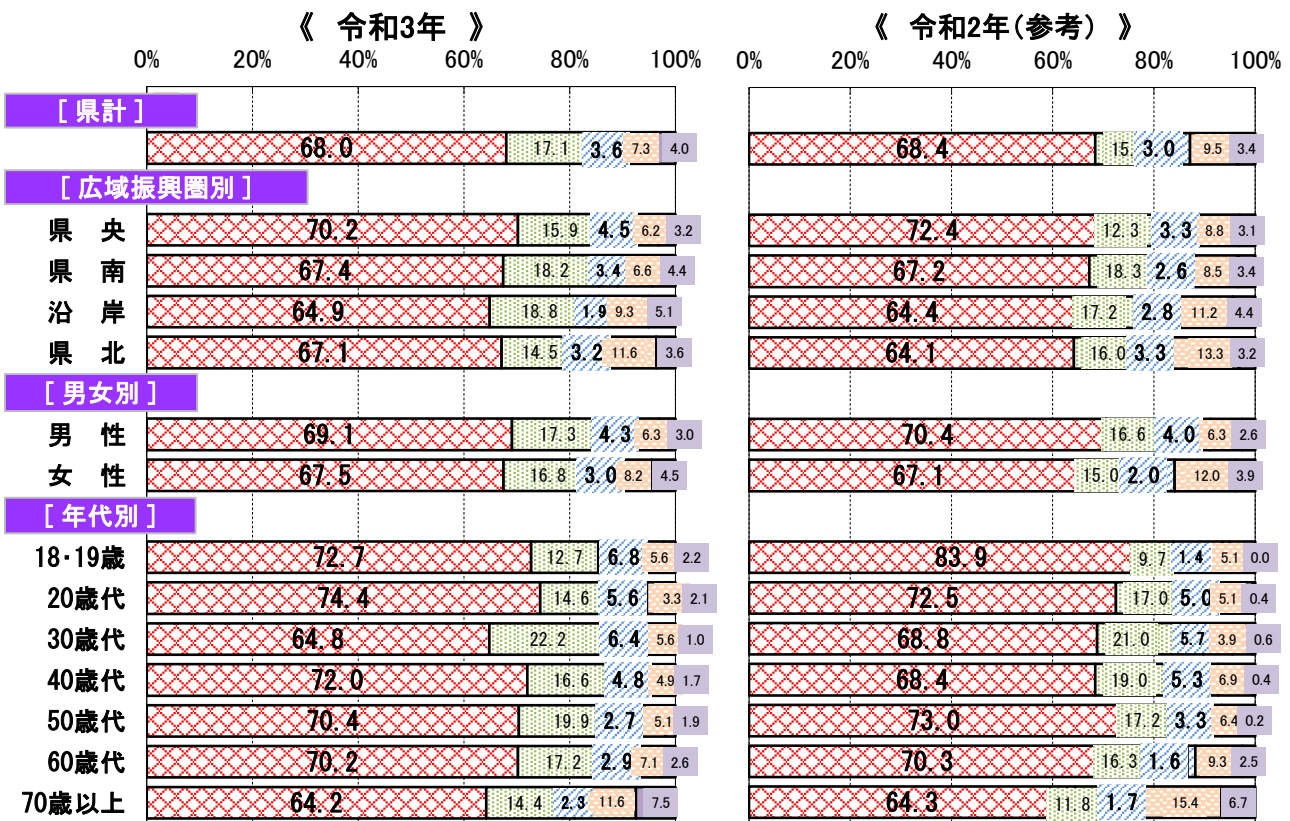 《 令和3年 》 《 令和2年（参考） 》
0% 20% 40% 60% 80% 100% 0% 20% 40% 60% 80% 100%
［県計］
68.0 17.1 3.6 7.3 4.0 68.4 15. 3.0 9.5 3.4
［広域振興圏別］
県 央 70.2 15.9 4.5 6.2 3.2 72.4 12.3 3.3 8.8 3.1
県 南 67.4 18.2 3.4 6.6 4.4 67.2 18.3 2.6 8.5 3.4
沿 岸 64.9 18.8 1.9 9.3 5.1 64.4 17.2 2.8 11.2 4.4
県 北 67.1 14.5 3.2 11.6 3.6 64.1 16.0 3.3 13.3 3.2
［男女別］
男 性 69.1 17.3 4.3 6.3 3.0 70.4 16.6 4.0 6.3 2.6
女 性 67.5 16.8 3.0 8.2 4.5 67.1 15.0 2.0 12.0 3.9
［年代別］
18・19歳 72.7 12.7 6.8 5.6 2.2 83.9 9.7 1.4 5.1 0.0
20歳代 74.4 14.6 5.6 3.3 2.1 72.5 17.0 5.0 5.1 0.4
30歳代 64.8 22.2 6.4 5.6 1.0 68.8 21.0 5.7 3.9 0.6
40歳代 72.0 16.6 4.8 4.9 1.7 68.4 19.0 5.3 6.9 0.4
50歳代 70.4 19.9 2.7 5.1 1.9 73.0 17.2 3.3 6.4 0.2
60歳代 70.2 17.2 2.9 7.1 2.6 70.3 16.3 1.6 9.3 2.5
70歳以上 64.2 14.4 2.3 11.6 7.5 64.3 11.8 1.7 15.4 6.7